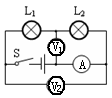 L₁ L₂
V₁
S A
V₂